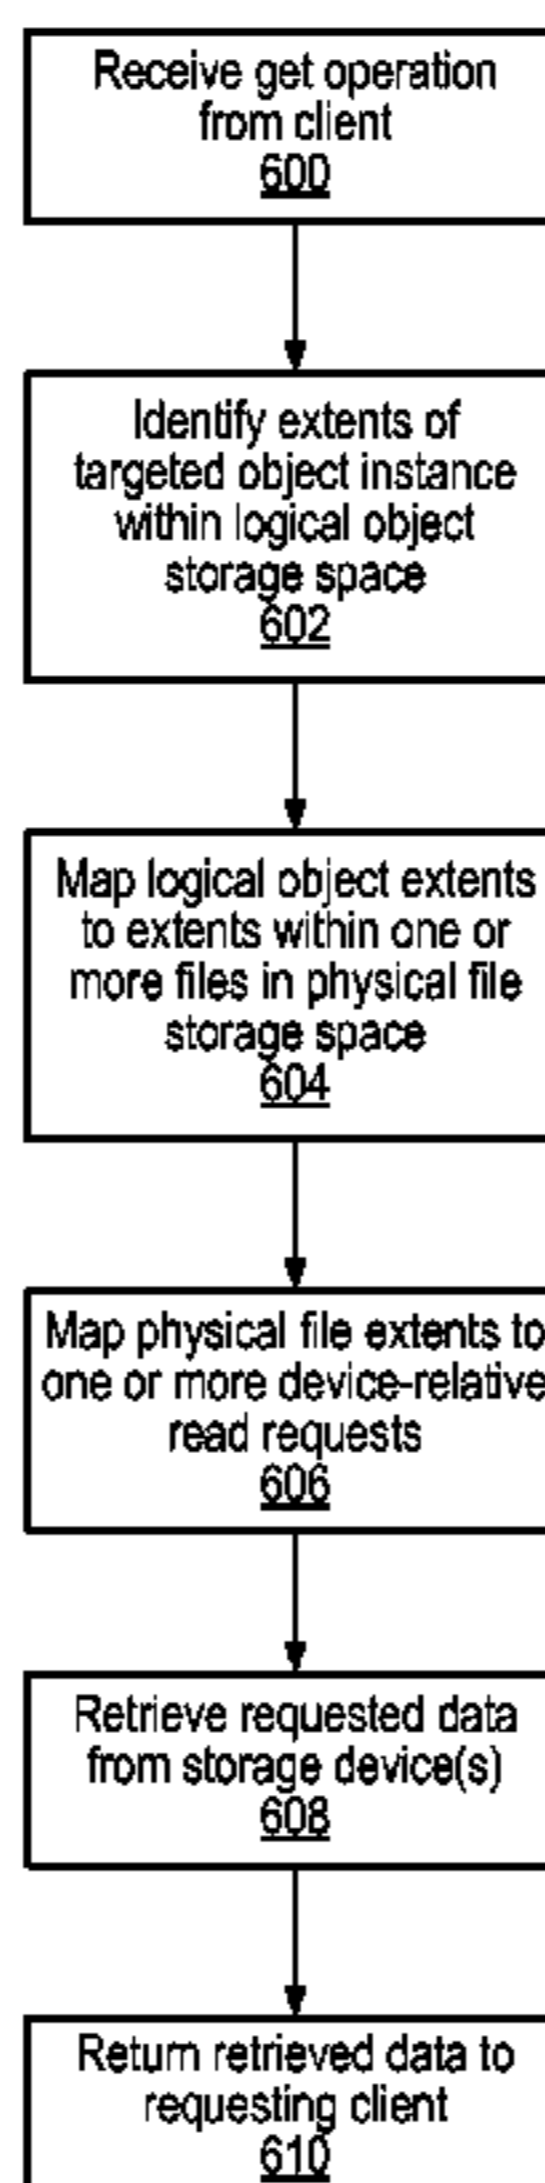 Receive get operation
from client
600
Identify extents of
targeted object instance
within logical object
storage space
602
Map logical object extents
to extents within one or
more files in physical file
storage space
604
Map physical file extents to
one or more device-relative
read requests
606
Retrieve requested data
from storage device(s)
608
Return retrieved data to
requesting client
610